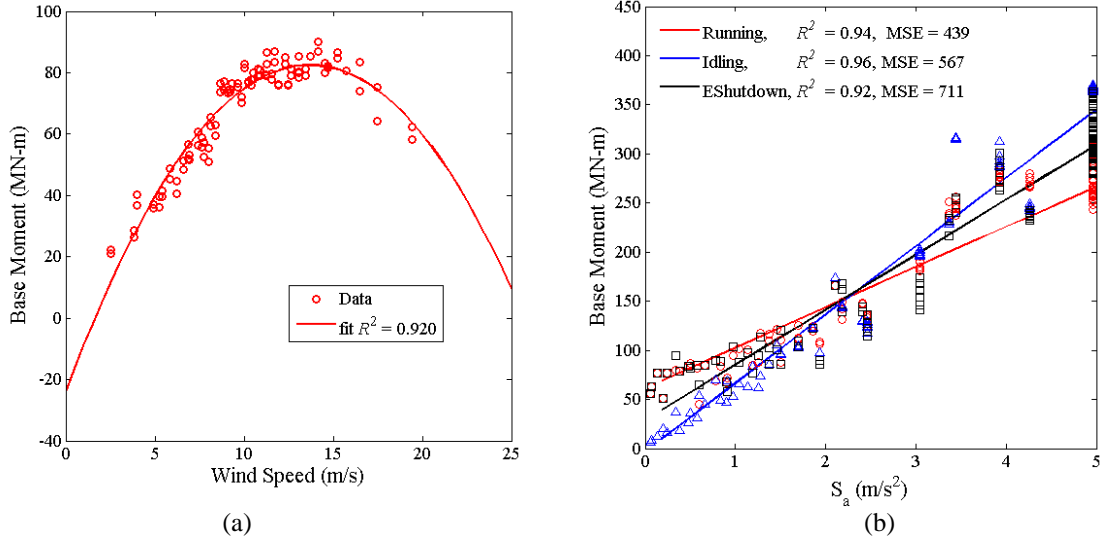 100
80
60
40
20
0
-20
-40
Base Moment (MN-m)
0 5 10 15 20 25
Wind Speed (m/s)
Data
fit R² = 0.920
(a)
450
400
350
300
250
200
150
100
50
0
Base Moment (MN-m)
Running, R² = 0.94, MSE = 439
Idling, R² = 0.96, MSE = 567
EShutdown, R² = 0.92, MSE = 711
0 1 2 3 4 5
Sₐ (m/s²)
(b)